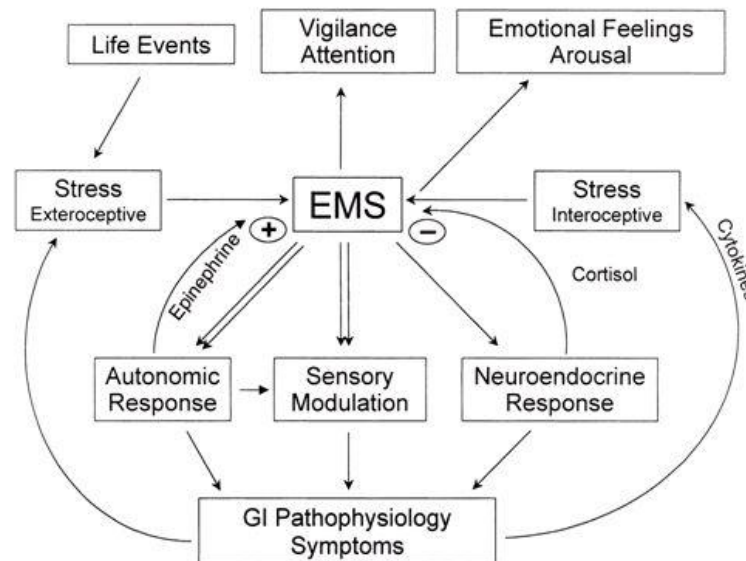 Life Events
Vigilance
Attention
Emotional Feelings
Arousal
Stress
Exteroceptive
EMS
Stress
Interoceptive
+
−
Epinephrine
Cortisol
Cytokines
Autonomic
Response
Sensory
Modulation
Neuroendocrine
Response
GI Pathophysiology
Symptoms